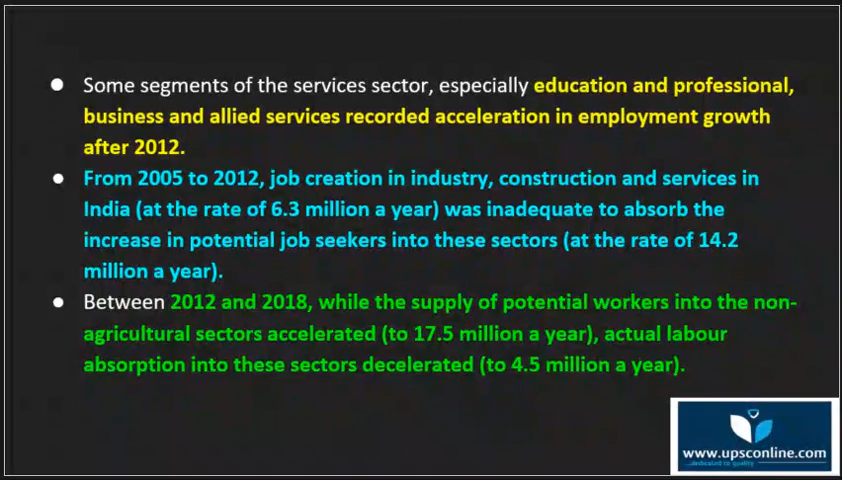 ● Some segments of the services sector, especially education and professional,
business and allied services recorded acceleration in employment growth
after 2012.
● From 2005 to 2012, job creation in industry, construction and services in
India (at the rate of 6.3 million a year) was inadequate to absorb the
increase in potential job seekers into these sectors (at the rate of 14.2
million a year).
● Between 2012 and 2018, while the supply of potential workers into the non-
agricultural sectors accelerated (to 17.5 million a year), actual labour
absorption into these sectors decelerated (to 4.5 million a year).
www.upsconline.com
...dedicated to quality